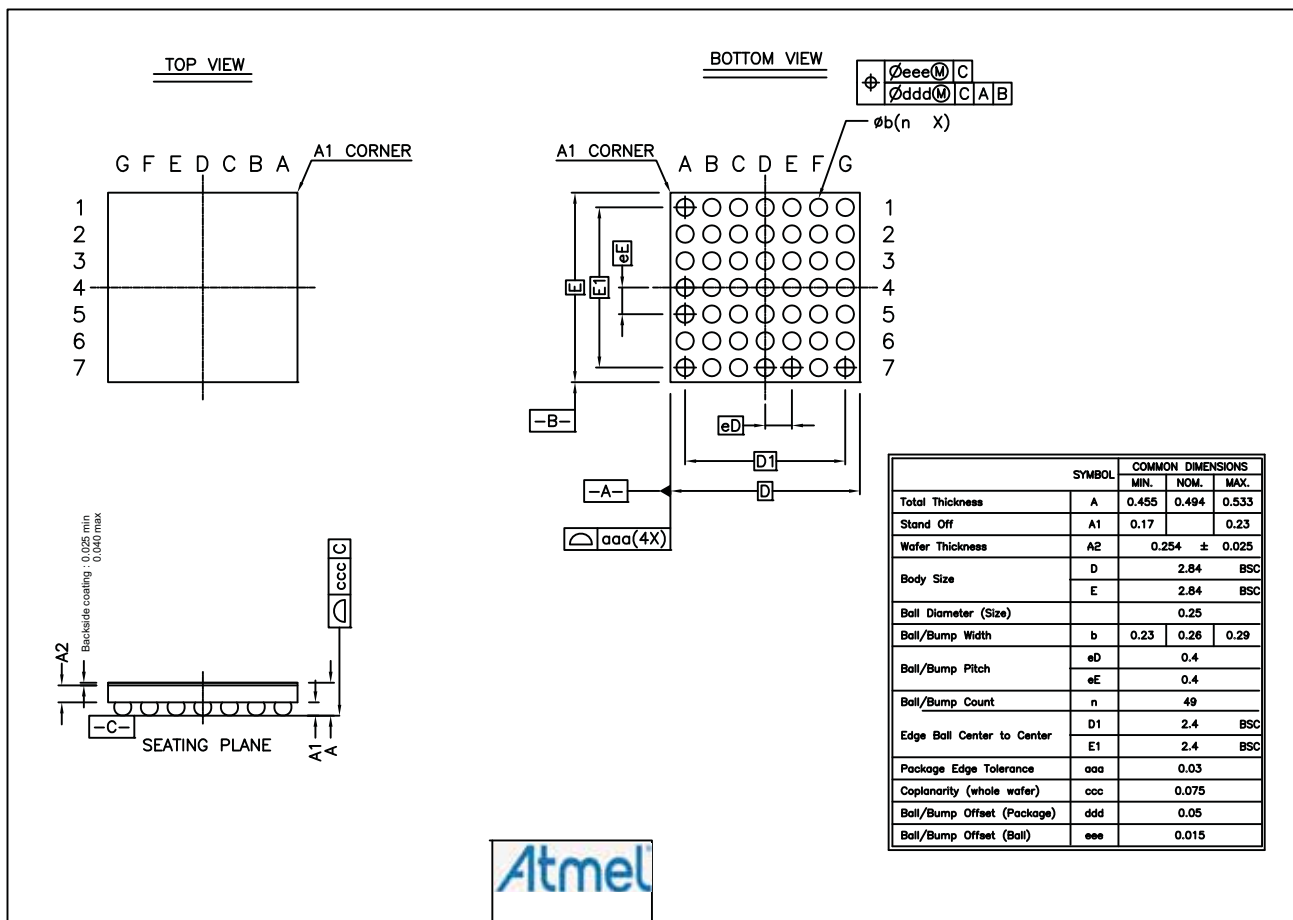 TOP VIEW
G F E D C B A
A1 CORNER
1
2
3
4
5
6
7
BOTTOM VIEW
Øeee Ⓜ C
Øddd Ⓜ C A B
øb(n X)
A1 CORNER
A B C D E F G
1
2
3
4
5
6
7
eE
E
E1
-B-
eD
D1
-A-
D
aaa(4X)
Backside coating : 0.025 min
0.040 max
A2
ccc C
-C-
SEATING PLANE
A1
A
SYMBOL COMMON DIMENSIONS
MIN. NOM. MAX.
Total Thickness A 0.455 0.494 0.533
Stand Off A1 0.17 0.23
Wafer Thickness A2 0.254 ± 0.025
Body Size D 2.84 BSC
E 2.84 BSC
Ball Diameter (Size) 0.25
Ball/Bump Width b 0.23 0.26 0.29
Ball/Bump Pitch eD 0.4
eE 0.4
Ball/Bump Count n 49
Edge Ball Center to Center D1 2.4 BSC
E1 2.4 BSC
Package Edge Tolerance aaa 0.03
Coplanarity (whole wafer) ccc 0.075
Ball/Bump Offset (Package) ddd 0.05
Ball/Bump Offset (Ball) eee 0.015
Atmel